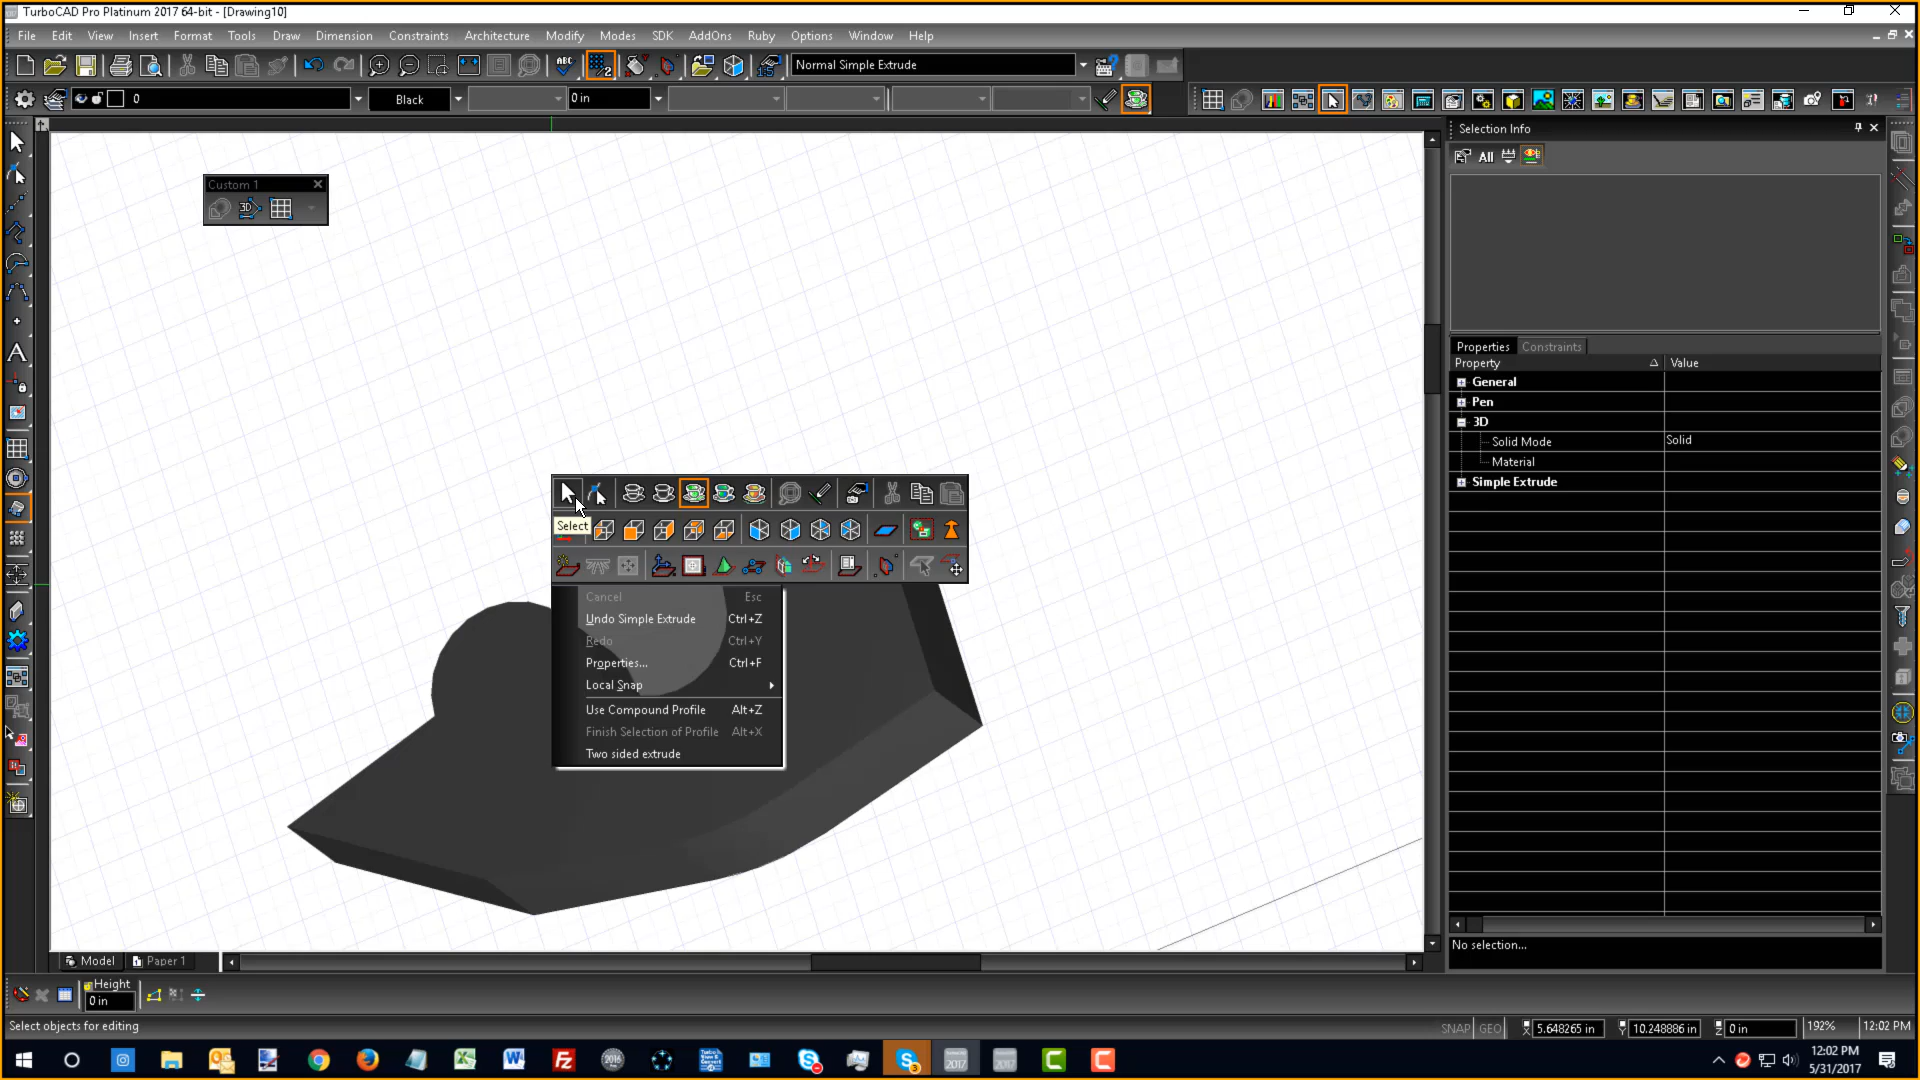 TurboCAD Pro Platinum 2017 64-bit - [Drawing10]
File Edit View Insert Format Tools Draw Dimension Constraints Architecture Modify Modes SDK AddOns Ruby Options Window Help
ABC
Normal Simple Extrude
0
Black
0 in
Selection Info
All
Custom 1
3D
Properties Constraints
Property Value
General
Pen
3D
Solid Mode Solid
Material
Simple Extrude
Select
Cancel Esc
Undo Simple Extrude Ctrl+Z
Redo Ctrl+Y
Properties... Ctrl+F
Local Snap
Use Compound Profile Alt+Z
Finish Selection of Profile Alt+X
Two sided extrude
No selection...
Model Paper 1
Height
0 in
Select objects for editing
SNAP GEO X 5.648265 in Y 10.248886 in Z 0 in 192% 12:02 PM
12:02 PM
5/31/2017